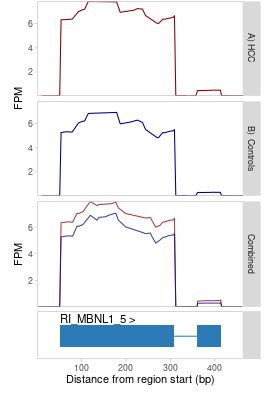 6
4
2
FPM
A) HCC
6
4
2
B) Controls
6
4
2
FPM
Combined
RI_MBNL1_5 >
100 200 300 400
Distance from region start (bp)